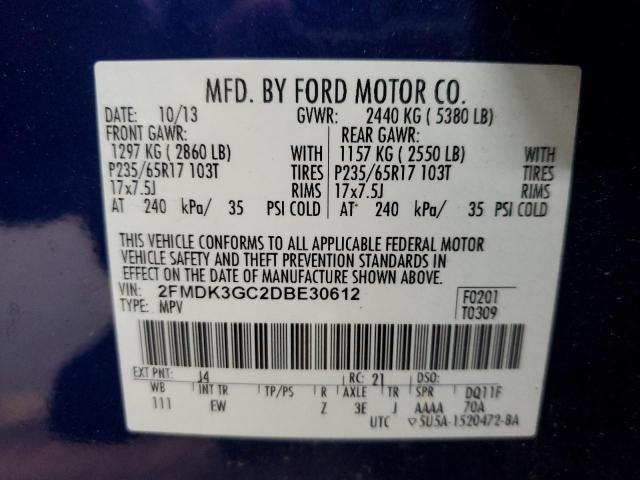 MFD. BY FORD MOTOR CO.
DATE: 10/13 GVWR: 2440 KG ( 5380 LB)
FRONT GAWR: REAR GAWR:
1297 KG ( 2860 LB) WITH 1157 KG ( 2550 LB) WITH
P235/65R17 103T TIRES P235/65R17 103T TIRES
17x7.5J RIMS 17x7.5J RIMS
AT 240 kPa/ 35 PSI COLD AT 240 kPa/ 35 PSI COLD
THIS VEHICLE CONFORMS TO ALL APPLICABLE FEDERAL MOTOR
VEHICLE SAFETY AND THEFT PREVENTION STANDARDS IN
EFFECT ON THE DATE OF MANUFACTURE SHOWN ABOVE.
VIN: 2FMDK3GC2DBE30612 F0201
TYPE: MPV T0309
EXT PNT: J4 RC: 21 DSO:
WB INT TR TP/PS R AXLE TR SPR DQ11F
111 EW Z 3E J AAAA 70A
UTC ▽5U5A-1520472-BA